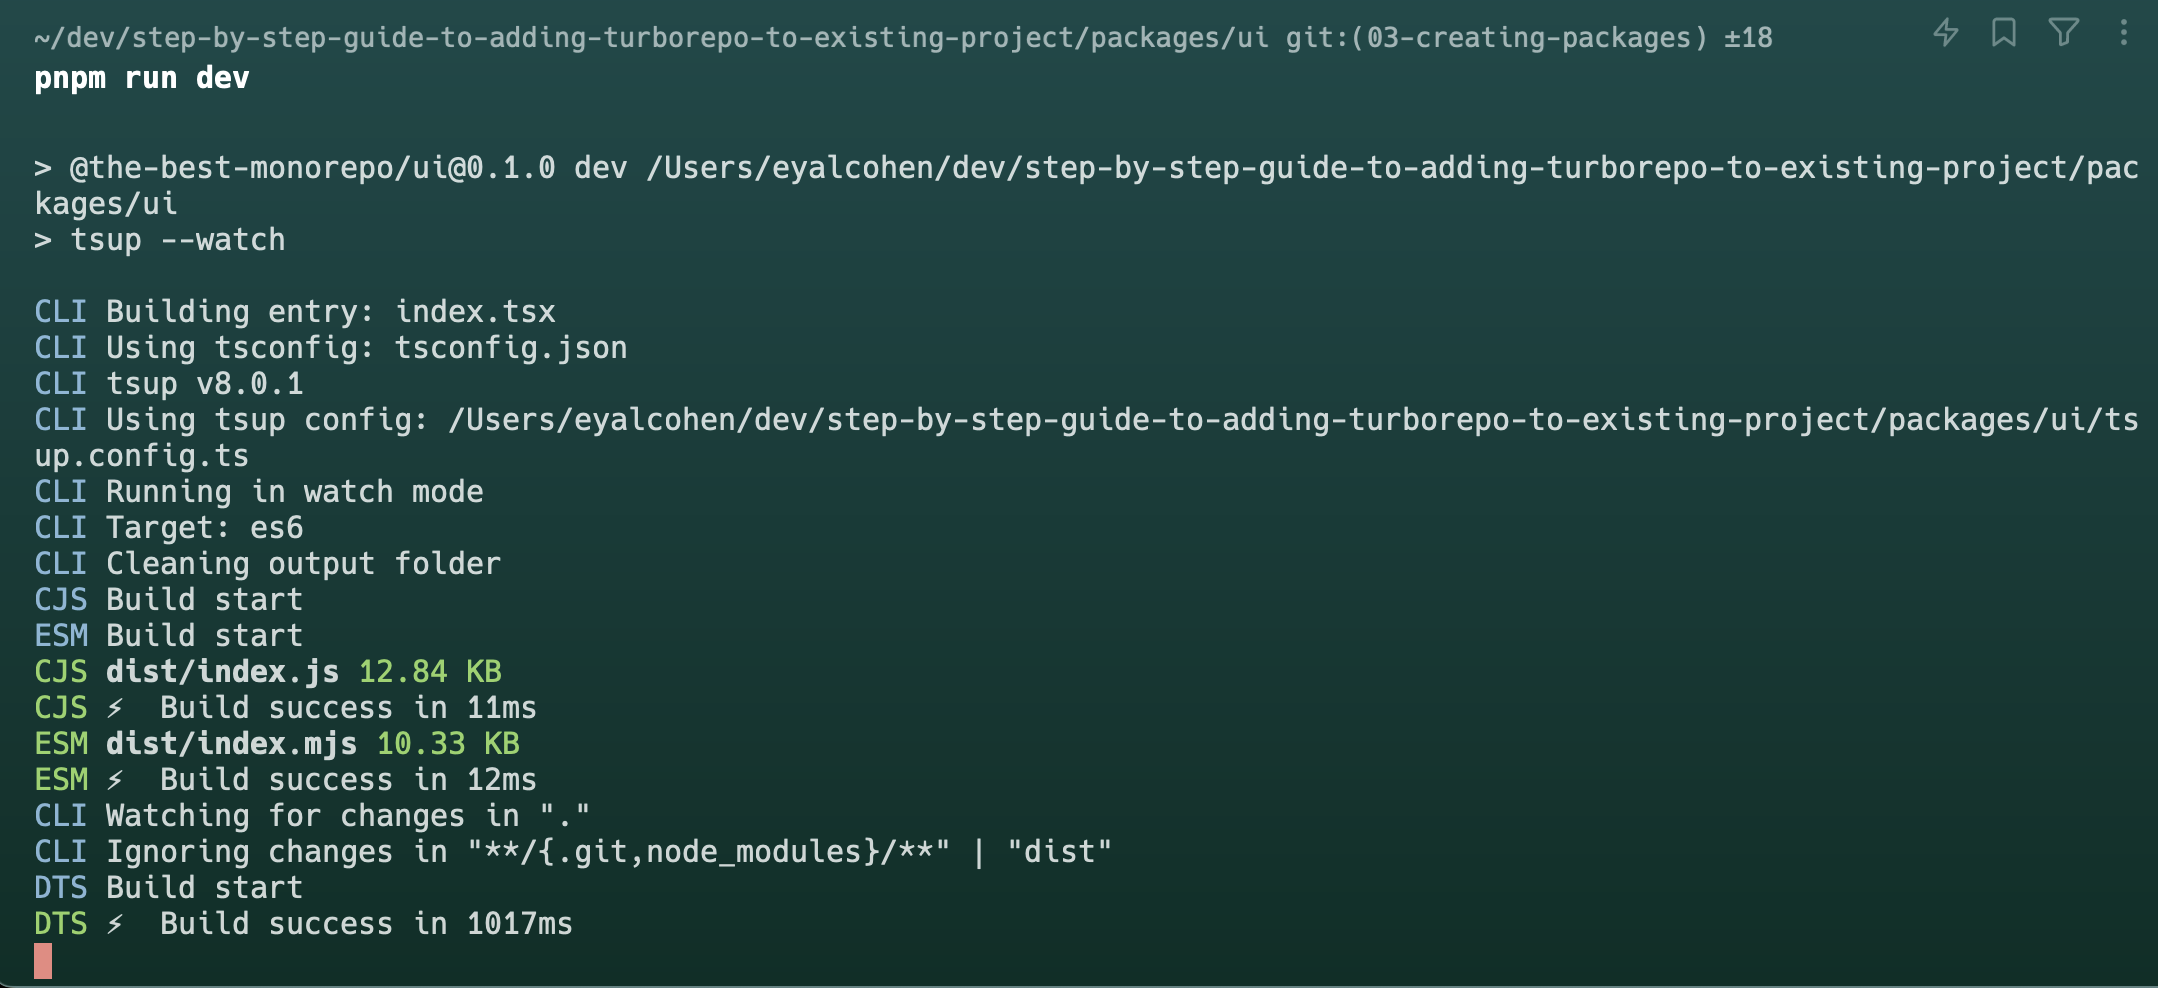 ~/dev/step-by-step-guide-to-adding-turborepo-to-existing-project/packages/ui git:(03-creating-packages) ±18
pnpm run dev
> @the-best-monorepo/ui@0.1.0 dev /Users/eyalcohen/dev/step-by-step-guide-to-adding-turborepo-to-existing-project/pac
kages/ui
> tsup --watch
CLI Building entry: index.tsx
CLI Using tsconfig: tsconfig.json
CLI tsup v8.0.1
CLI Using tsup config: /Users/eyalcohen/dev/step-by-step-guide-to-adding-turborepo-to-existing-project/packages/ui/ts
up.config.ts
CLI Running in watch mode
CLI Target: es6
CLI Cleaning output folder
CJS Build start
ESM Build start
CJS dist/index.js 12.84 KB
CJS ⚡ Build success in 11ms
ESM dist/index.mjs 10.33 KB
ESM ⚡ Build success in 12ms
CLI Watching for changes in "."
CLI Ignoring changes in "**/{.git,node_modules}/**" | "dist"
DTS Build start
DTS ⚡ Build success in 1017ms